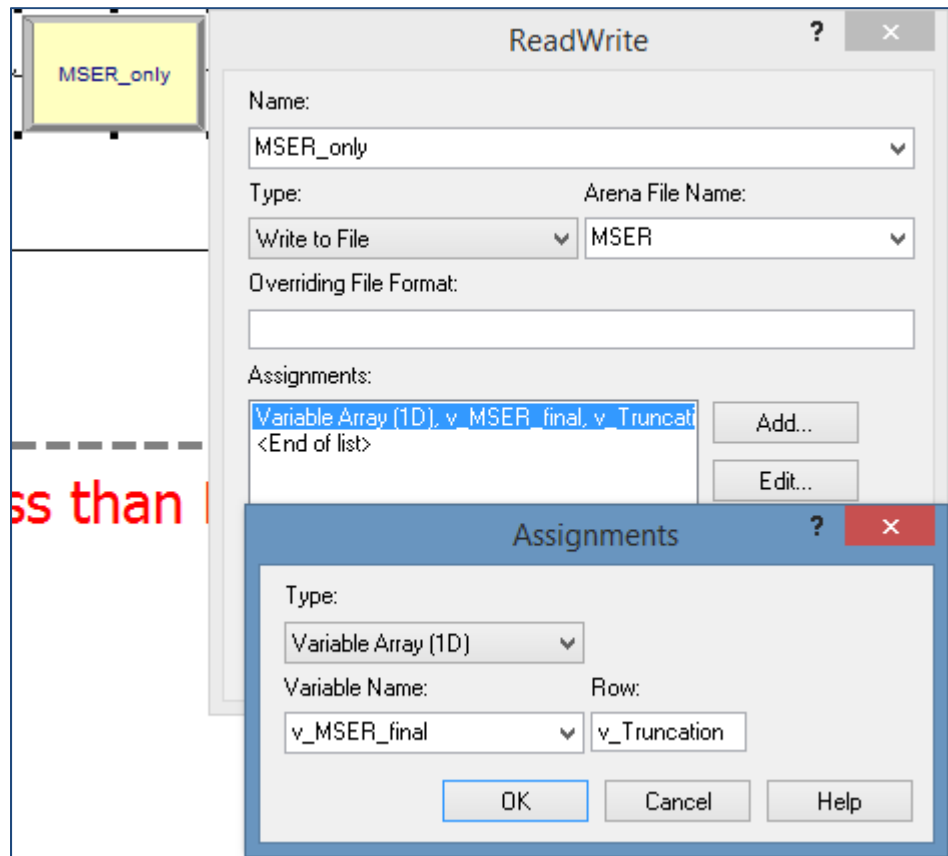 MSER_only
ReadWrite ?
Name:
MSER_only
Type: Arena File Name:
Write to File MSER
Overriding File Format:
Assignments:
Variable Array (1D), v_MSER_final, v_Truncati
<End of list>
Add...
Edit...
ss than
Assignments ?
Type:
Variable Array (1D)
Variable Name: Row:
v_MSER_final v_Truncation
OK Cancel Help